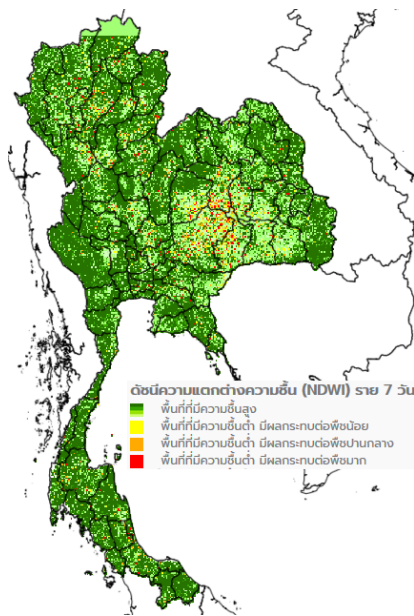 ดัชนีความแตกต่างความชื้น (NDWI) ราย 7 วัน
พื้นที่ที่มีความชื้นสูง
พื้นที่ที่มีความชื้นต่ำ มีผลกระทบต่อพืชน้อย
พื้นที่ที่มีความชื้นต่ำ มีผลกระทบต่อพืชปานกลาง
พื้นที่ที่มีความชื้นต่ำ มีผลกระทบต่อพืชมาก